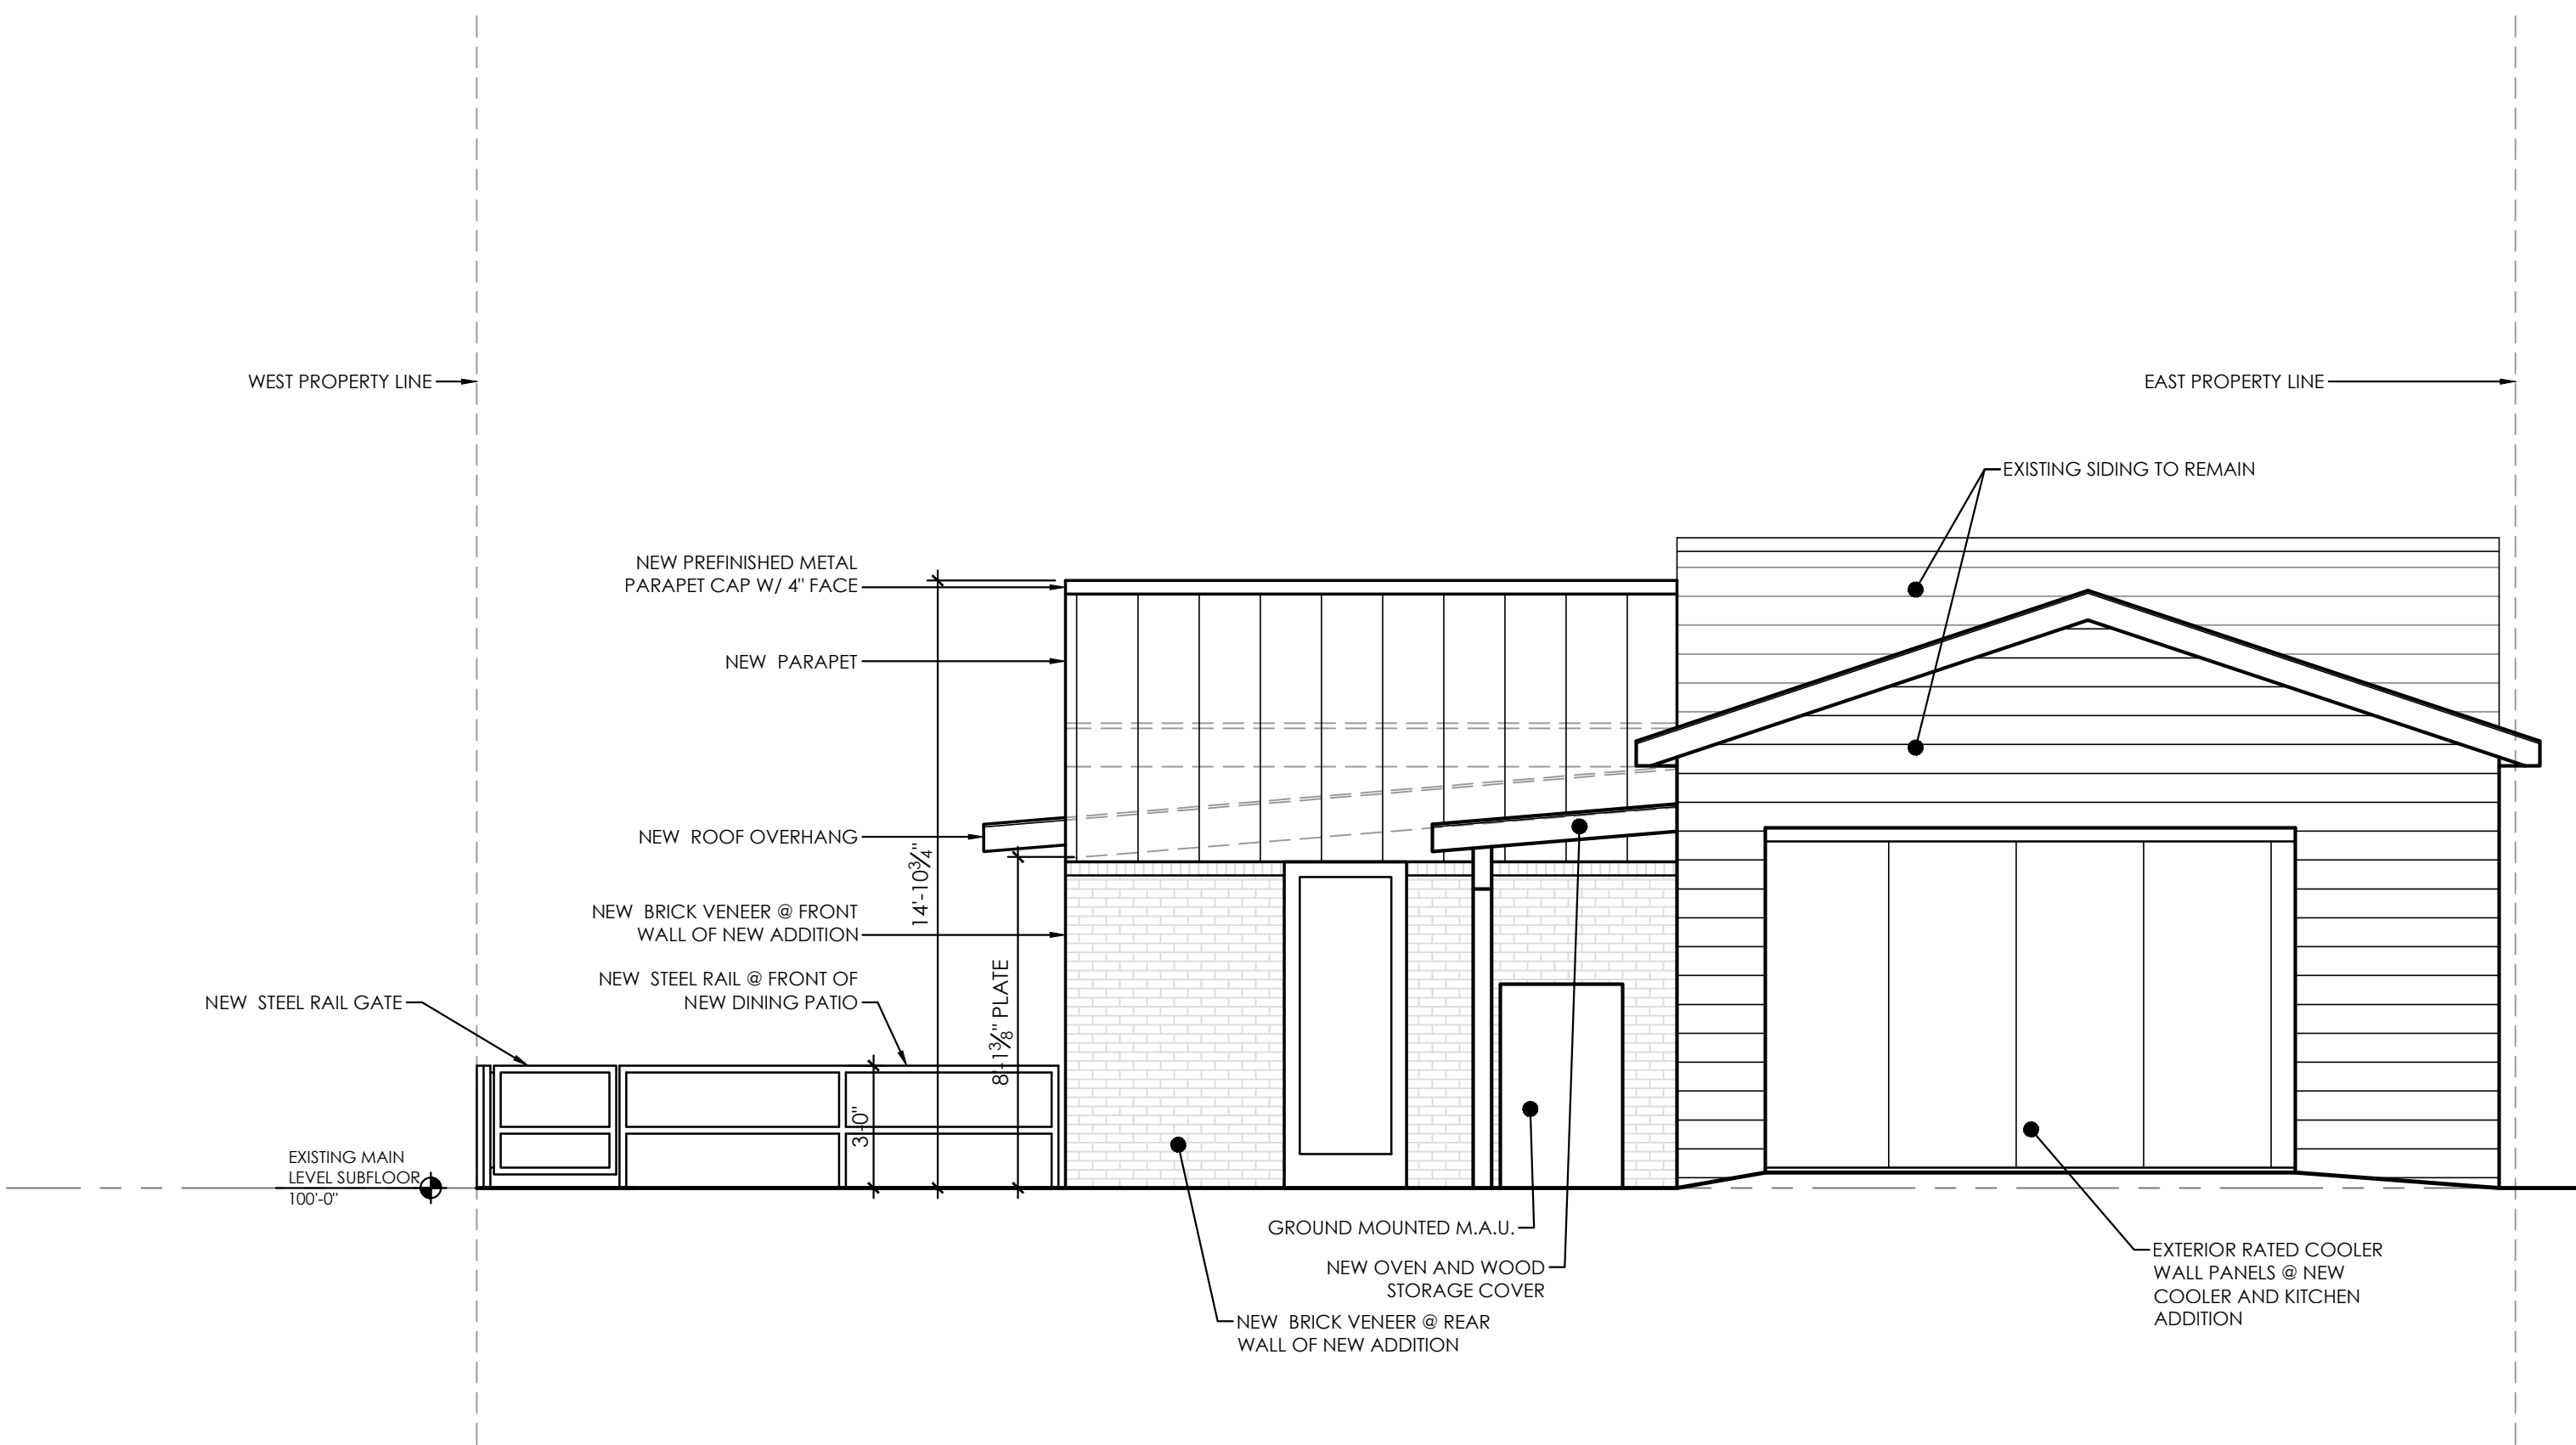 WEST PROPERTY LINE
EAST PROPERTY LINE
EXISTING SIDING TO REMAIN
NEW PREFINISHED METAL
PARAPET CAP W/ 4" FACE
NEW PARAPET
NEW ROOF OVERHANG
14'-10¾"
NEW BRICK VENEER @ FRONT
WALL OF NEW ADDITION
8'-1⅜" PLATE
NEW STEEL RAIL @ FRONT OF
NEW DINING PATIO
NEW STEEL RAIL GATE
3'-0"
EXISTING MAIN
LEVEL SUBFLOOR
100'-0"
GROUND MOUNTED M.A.U.
NEW OVEN AND WOOD
STORAGE COVER
NEW BRICK VENEER @ REAR
WALL OF NEW ADDITION
EXTERIOR RATED COOLER
WALL PANELS @ NEW
COOLER AND KITCHEN
ADDITION